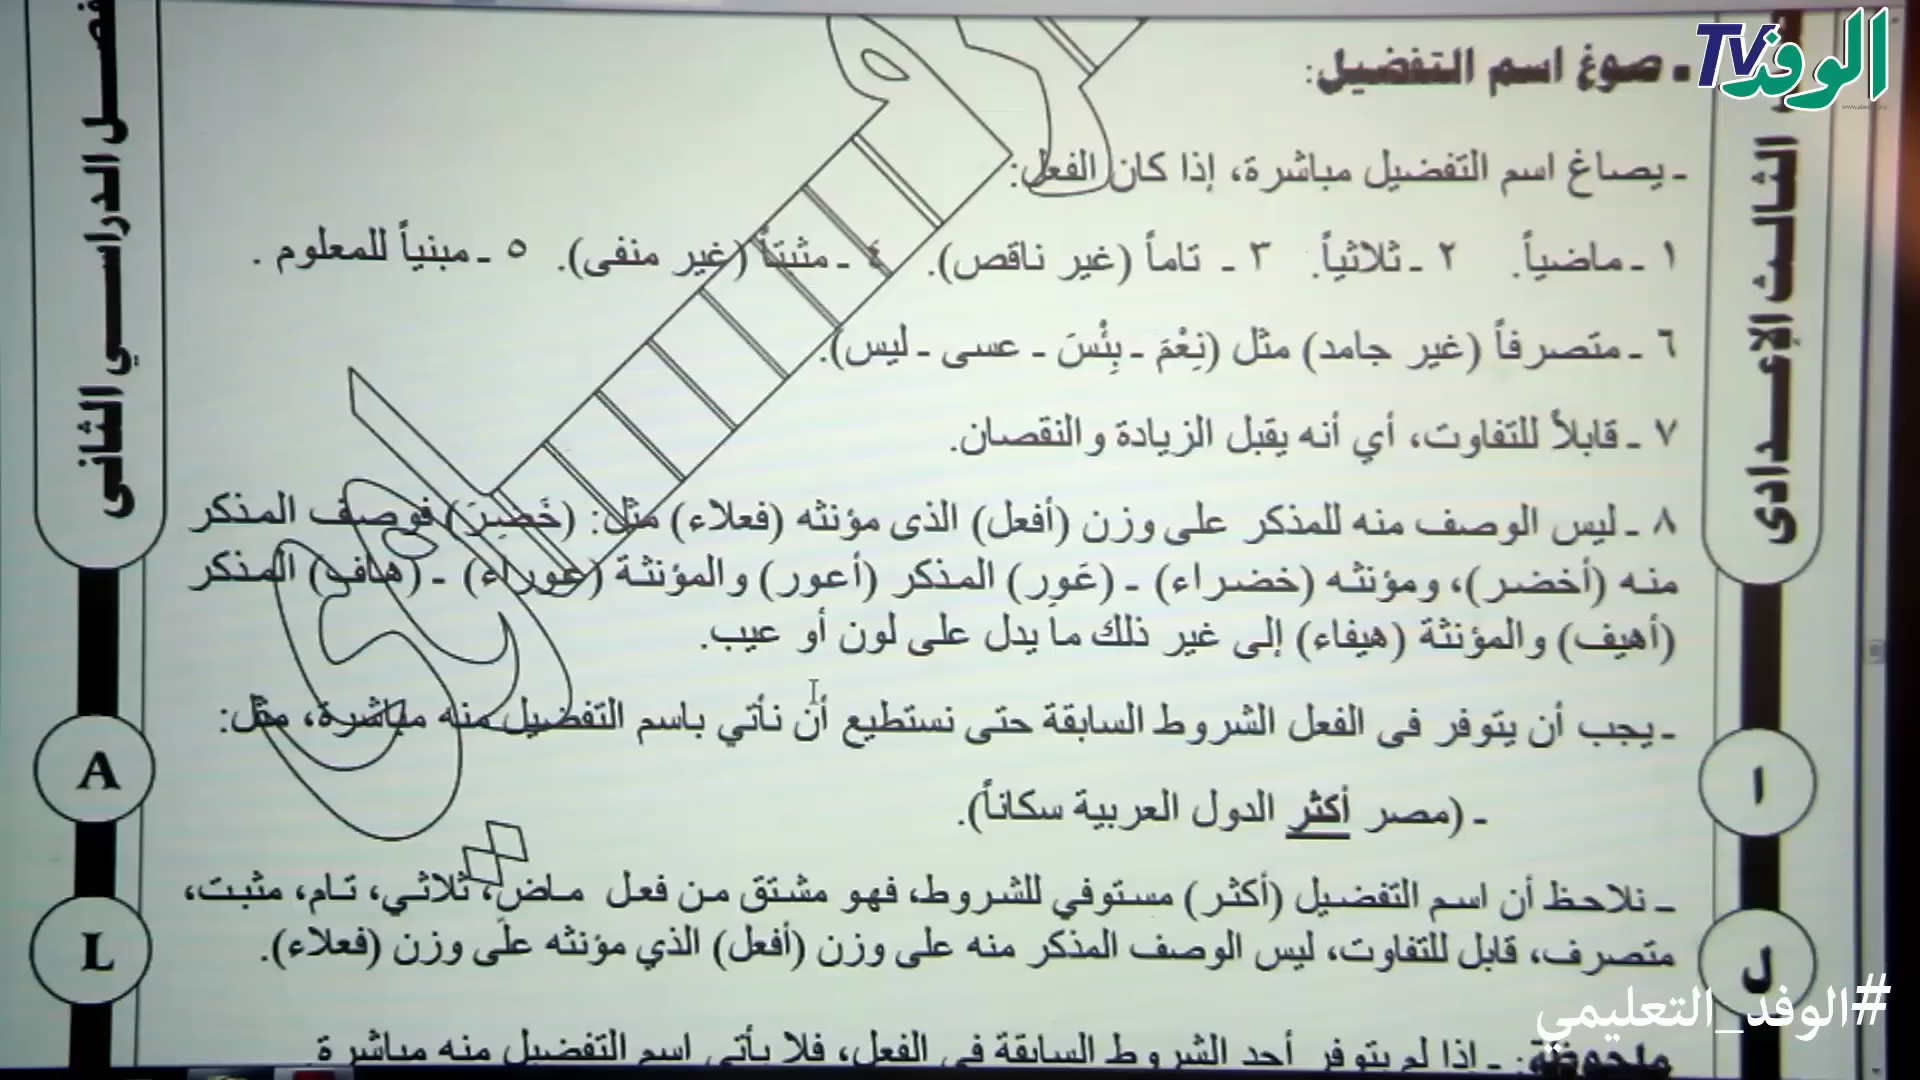 الوفد TV
ـ صوغ اسم التفضيل:
ـ يصاغ اسم التفضيل مباشرة، إذا كان الفعل:
١ ـ ماضياً. ٢ ـ ثلاثياً. ٣ ـ تاماً (غير ناقص). ٤ ـ مثبتاً (غير منفى). ٥ ـ مبنياً للمعلوم .
٦ ـ متصرفاً (غير جامد) مثل (نِعْمَ ـ بِئْسَ ـ عسى ـ ليس).
٧ ـ قابلاً للتفاوت، أي أنه يقبل الزيادة والنقصان.
٨ ـ ليس الوصف منه للمذكر على وزن (أفعل) الذى مؤنثه (فعلاء) مثل: (خَضِرَ) فوصف المذكر
منه (أخضر)، ومؤنثه (خضراء) ـ (عَوِر) المذكر (أعور) والمؤنثة (عوراء) ـ المذكر
(أهيف) والمؤنثة (هيفاء) إلى غير ذلك ما يدل على لون أو عيب.
ـ يجب أن يتوفر فى الفعل الشروط السابقة حتى نستطيع أن نأتي باسم التفضيل منه مباشرة، مثل:
ـ (مصر أكثر الدول العربية سكاناً).
ـ نلاحظ أن اسم التفضيل (أكثر) مستوفي للشروط، فهو مشتق من فعل ماض، ثلاثي، تام، مثبت،
متصرف، قابل للتفاوت، ليس الوصف المذكر منه على وزن (أفعل) الذي مؤنثه على وزن (فعلاء).
ملحوظة: ـ إذا لم يتوفر أحد الشروط السابقة في الفعل، فلا يأتي اسم التفضيل منه مباشرة
الثالث الإعدادى
ا
ل
الدراسي الثانى
A
L
#الوفد_التعليمي